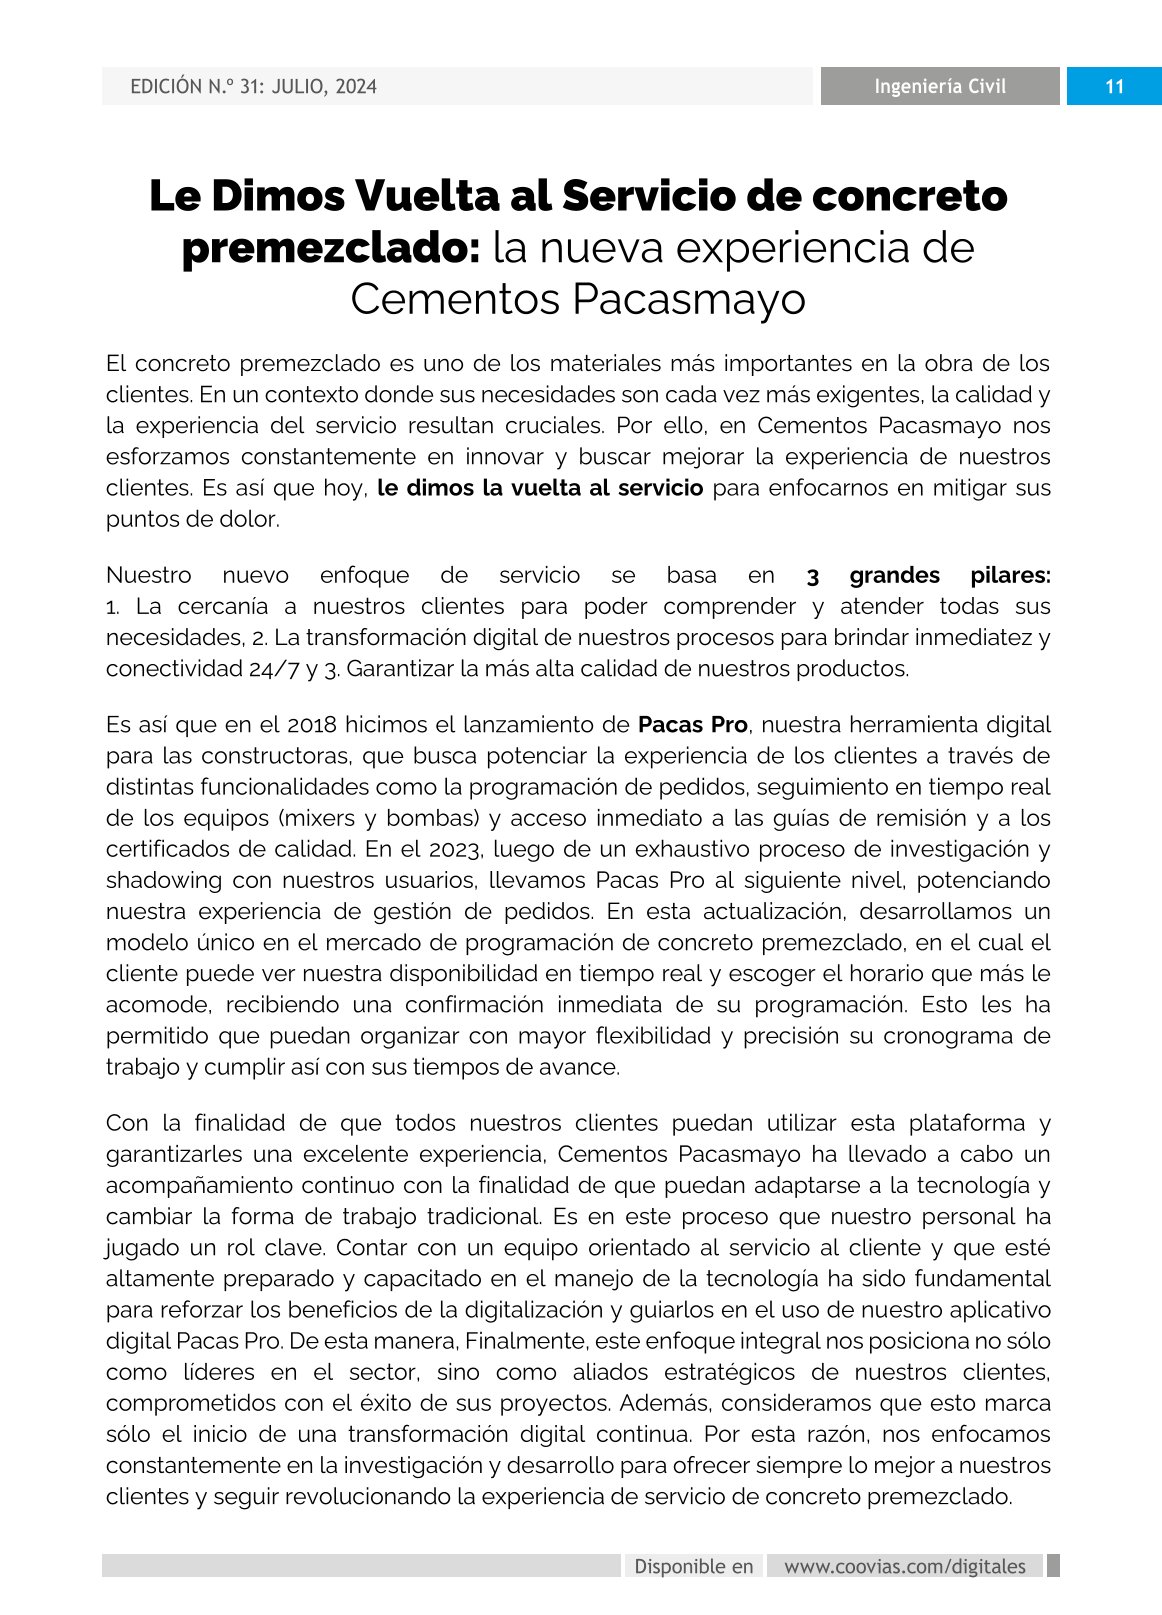 EDICIÓN N.º 31: JULIO, 2024
Ingeniería Civil
11
Le Dimos Vuelta al Servicio de concreto
premezclado: la nueva experiencia de
Cementos Pacasmayo
El concreto premezclado es uno de los materiales más importantes en la obra de los
clientes. En un contexto donde sus necesidades son cada vez más exigentes, la calidad y
la experiencia del servicio resultan cruciales. Por ello, en Cementos Pacasmayo nos
esforzamos constantemente en innovar y buscar mejorar la experiencia de nuestros
clientes. Es así que hoy, le dimos la vuelta al servicio para enfocarnos en mitigar sus
puntos de dolor.
Nuestro nuevo enfoque de servicio se basa en 3 grandes pilares:
1. La cercanía a nuestros clientes para poder comprender y atender todas sus
necesidades, 2. La transformación digital de nuestros procesos para brindar inmediatez y
conectividad 24/7 y 3. Garantizar la más alta calidad de nuestros productos.
Es así que en el 2018 hicimos el lanzamiento de Pacas Pro, nuestra herramienta digital
para las constructoras, que busca potenciar la experiencia de los clientes a través de
distintas funcionalidades como la programación de pedidos, seguimiento en tiempo real
de los equipos (mixers y bombas) y acceso inmediato a las guías de remisión y a los
certificados de calidad. En el 2023, luego de un exhaustivo proceso de investigación y
shadowing con nuestros usuarios, llevamos Pacas Pro al siguiente nivel, potenciando
nuestra experiencia de gestión de pedidos. En esta actualización, desarrollamos un
modelo único en el mercado de programación de concreto premezclado, en el cual el
cliente puede ver nuestra disponibilidad en tiempo real y escoger el horario que más le
acomode, recibiendo una confirmación inmediata de su programación. Esto les ha
permitido que puedan organizar con mayor flexibilidad y precisión su cronograma de
trabajo y cumplir así con sus tiempos de avance.
Con la finalidad de que todos nuestros clientes puedan utilizar esta plataforma y
garantizarles una excelente experiencia, Cementos Pacasmayo ha llevado a cabo un
acompañamiento continuo con la finalidad de que puedan adaptarse a la tecnología y
cambiar la forma de trabajo tradicional. Es en este proceso que nuestro personal ha
jugado un rol clave. Contar con un equipo orientado al servicio al cliente y que esté
altamente preparado y capacitado en el manejo de la tecnología ha sido fundamental
para reforzar los beneficios de la digitalización y guiarlos en el uso de nuestro aplicativo
digital Pacas Pro. De esta manera, Finalmente, este enfoque integral nos posiciona no sólo
como líderes en el sector, sino como aliados estratégicos de nuestros clientes,
comprometidos con el éxito de sus proyectos. Además, consideramos que esto marca
sólo el inicio de una transformación digital continua. Por esta razón, nos enfocamos
constantemente en la investigación y desarrollo para ofrecer siempre lo mejor a nuestros
clientes y seguir revolucionando la experiencia de servicio de concreto premezclado.
Disponible en
www.coovias.com/digitales